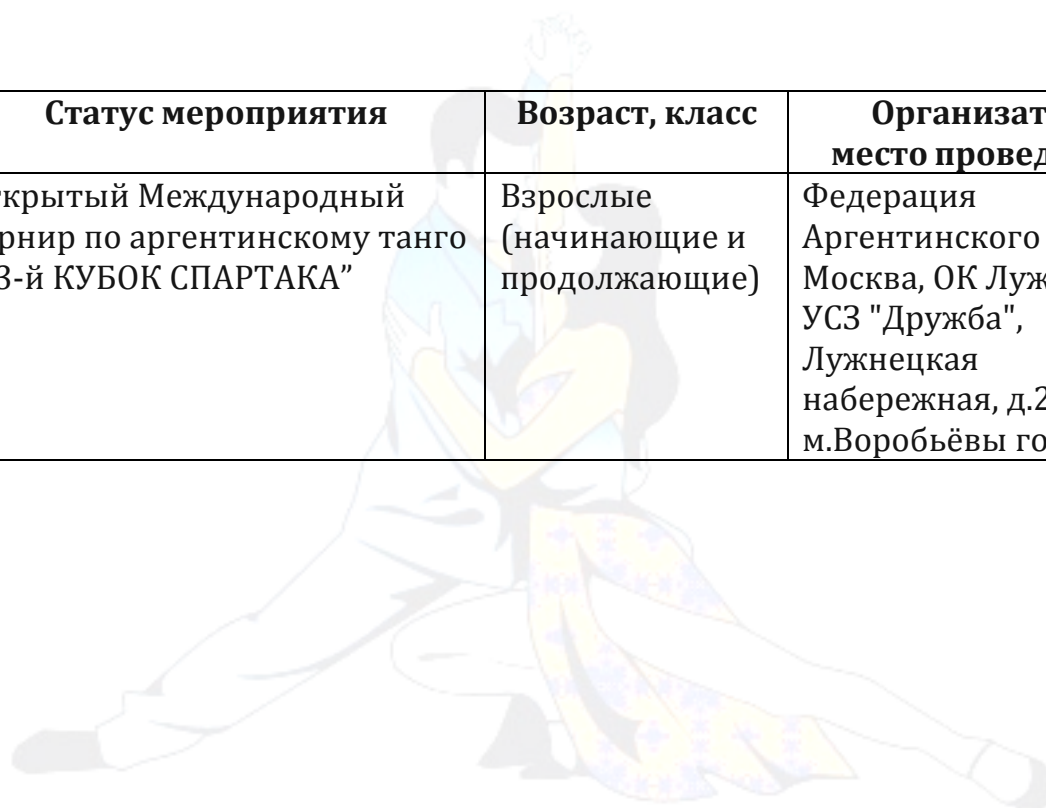 Статус мероприятия
Возраст, класс
Организат
место провед
крытый Международный
рнир по аргентинскому танго
3-й КУБОК СПАРТАКА”
Взрослые
(начинающие и
продолжающие)
Федерация
Аргентинского
Москва, ОК Луж
УСЗ "Дружба",
Лужнецкая
набережная, д.2
м.Воробьёвы го